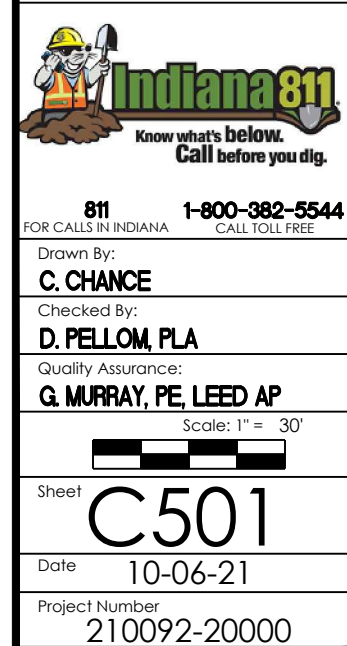 Indiana 811
Know what's below.
Call before you dig.
811 1-800-382-5544
FOR CALLS IN INDIANA CALL TOLL FREE
Drawn By:
C. CHANCE
Checked By:
D. PELLOM, PLA
Quality Assurance:
G. MURRAY, PE, LEED AP
Scale: 1" = 30'
Sheet
C501
Date 10-06-21
Project Number
210092-20000